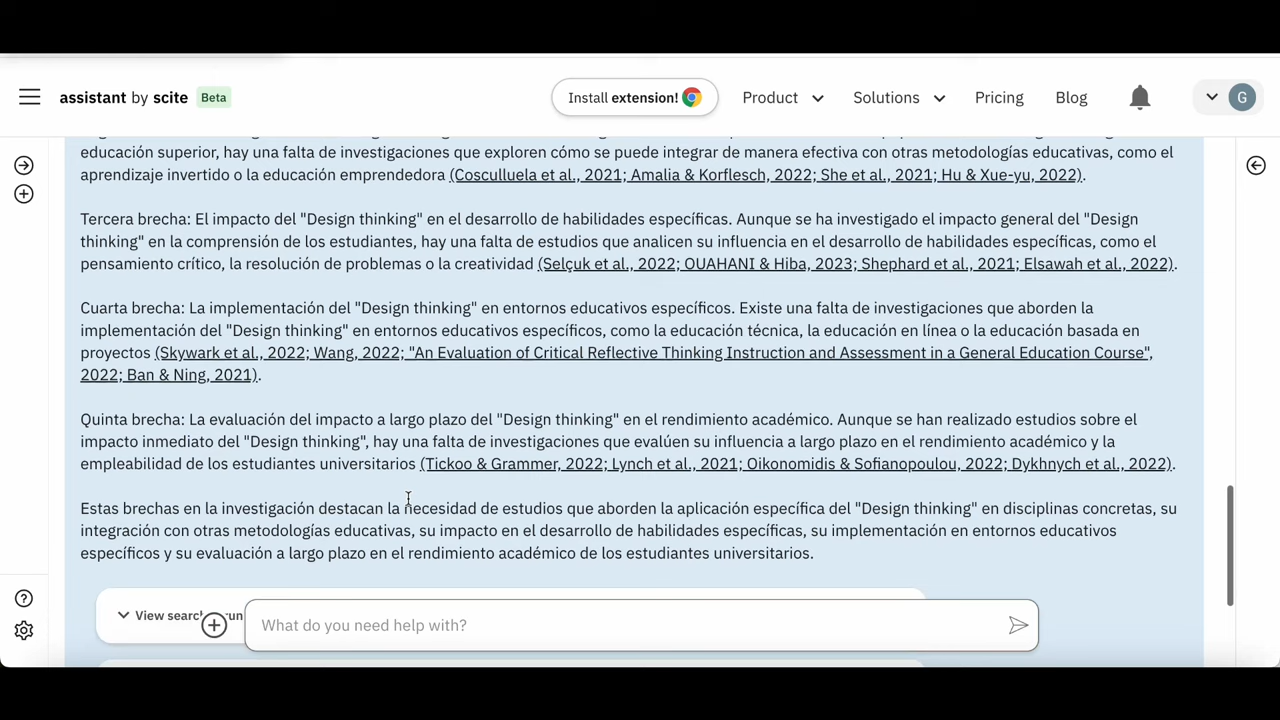 assistant by scite Beta
Install extension!
Product
Solutions
Pricing
Blog
G
educación superior, hay una falta de investigaciones que exploren cómo se puede integrar de manera efectiva con otras metodologías educativas, como el
aprendizaje invertido o la educación emprendedora (Cosculluela et al., 2021; Amalia & Korflesch, 2022; She et al., 2021; Hu & Xue-yu, 2022).
Tercera brecha: El impacto del "Design thinking" en el desarrollo de habilidades específicas. Aunque se ha investigado el impacto general del "Design
thinking" en la comprensión de los estudiantes, hay una falta de estudios que analicen su influencia en el desarrollo de habilidades específicas, como el
pensamiento crítico, la resolución de problemas o la creatividad (Selçuk et al., 2022; OUAHANI & Hiba, 2023; Shephard et al., 2021; Elsawah et al., 2022).
Cuarta brecha: La implementación del "Design thinking" en entornos educativos específicos. Existe una falta de investigaciones que aborden la
implementación del "Design thinking" en entornos educativos específicos, como la educación técnica, la educación en línea o la educación basada en
proyectos (Skywark et al., 2022; Wang, 2022; "An Evaluation of Critical Reflective Thinking Instruction and Assessment in a General Education Course",
2022; Ban & Ning, 2021).
Quinta brecha: La evaluación del impacto a largo plazo del "Design thinking" en el rendimiento académico. Aunque se han realizado estudios sobre el
impacto inmediato del "Design thinking", hay una falta de investigaciones que evalúen su influencia a largo plazo en el rendimiento académico y la
empleabilidad de los estudiantes universitarios (Tickoo & Grammer, 2022; Lynch et al., 2021; Oikonomidis & Sofianopoulou, 2022; Dykhnych et al., 2022).
Estas brechas en la investigación destacan la necesidad de estudios que aborden la aplicación específica del "Design thinking" en disciplinas concretas, su
integración con otras metodologías educativas, su impacto en el desarrollo de habilidades específicas, su implementación en entornos educativos
específicos y su evaluación a largo plazo en el rendimiento académico de los estudiantes universitarios.
View
What do you need help with?